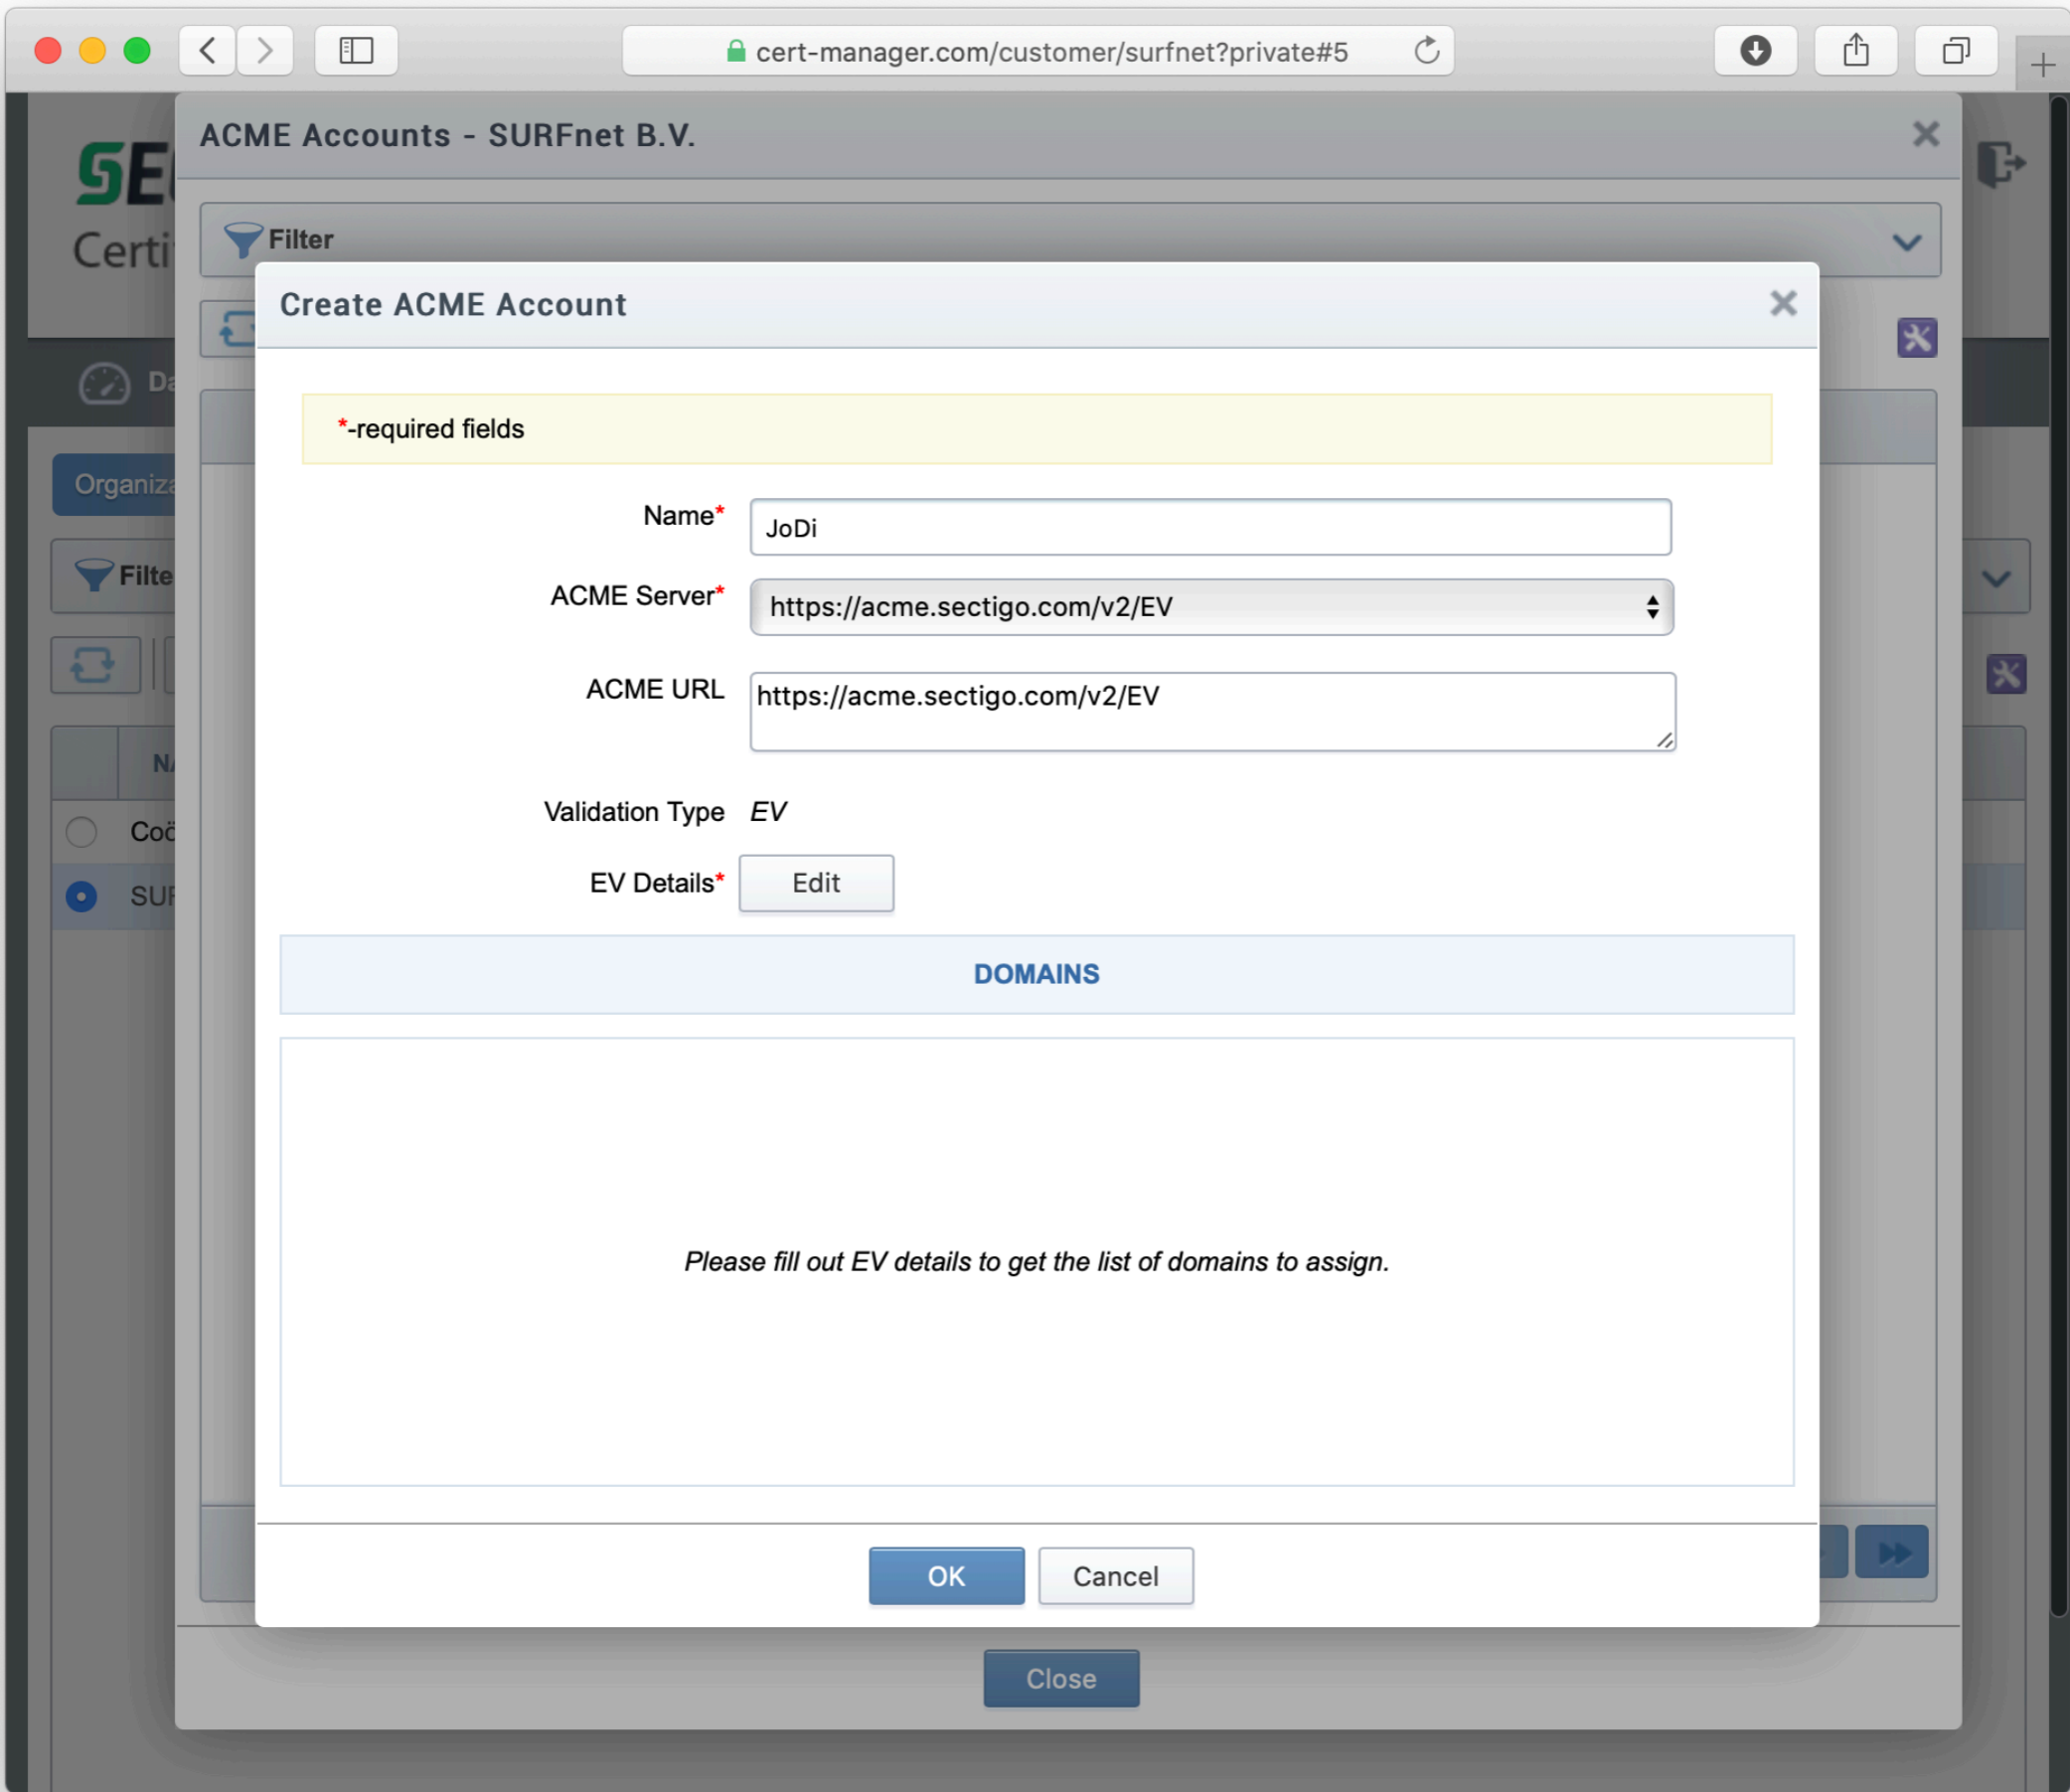 cert-manager.com/customer/surfnet?private#5
ACME Accounts - SURFnet B.V.
Filter
Create ACME Account
*-required fields
Name* JoDi
ACME Server* https://acme.sectigo.com/v2/EV
ACME URL https://acme.sectigo.com/v2/EV
Validation Type EV
EV Details* Edit
DOMAINS
Please fill out EV details to get the list of domains to assign.
OK Cancel
Close